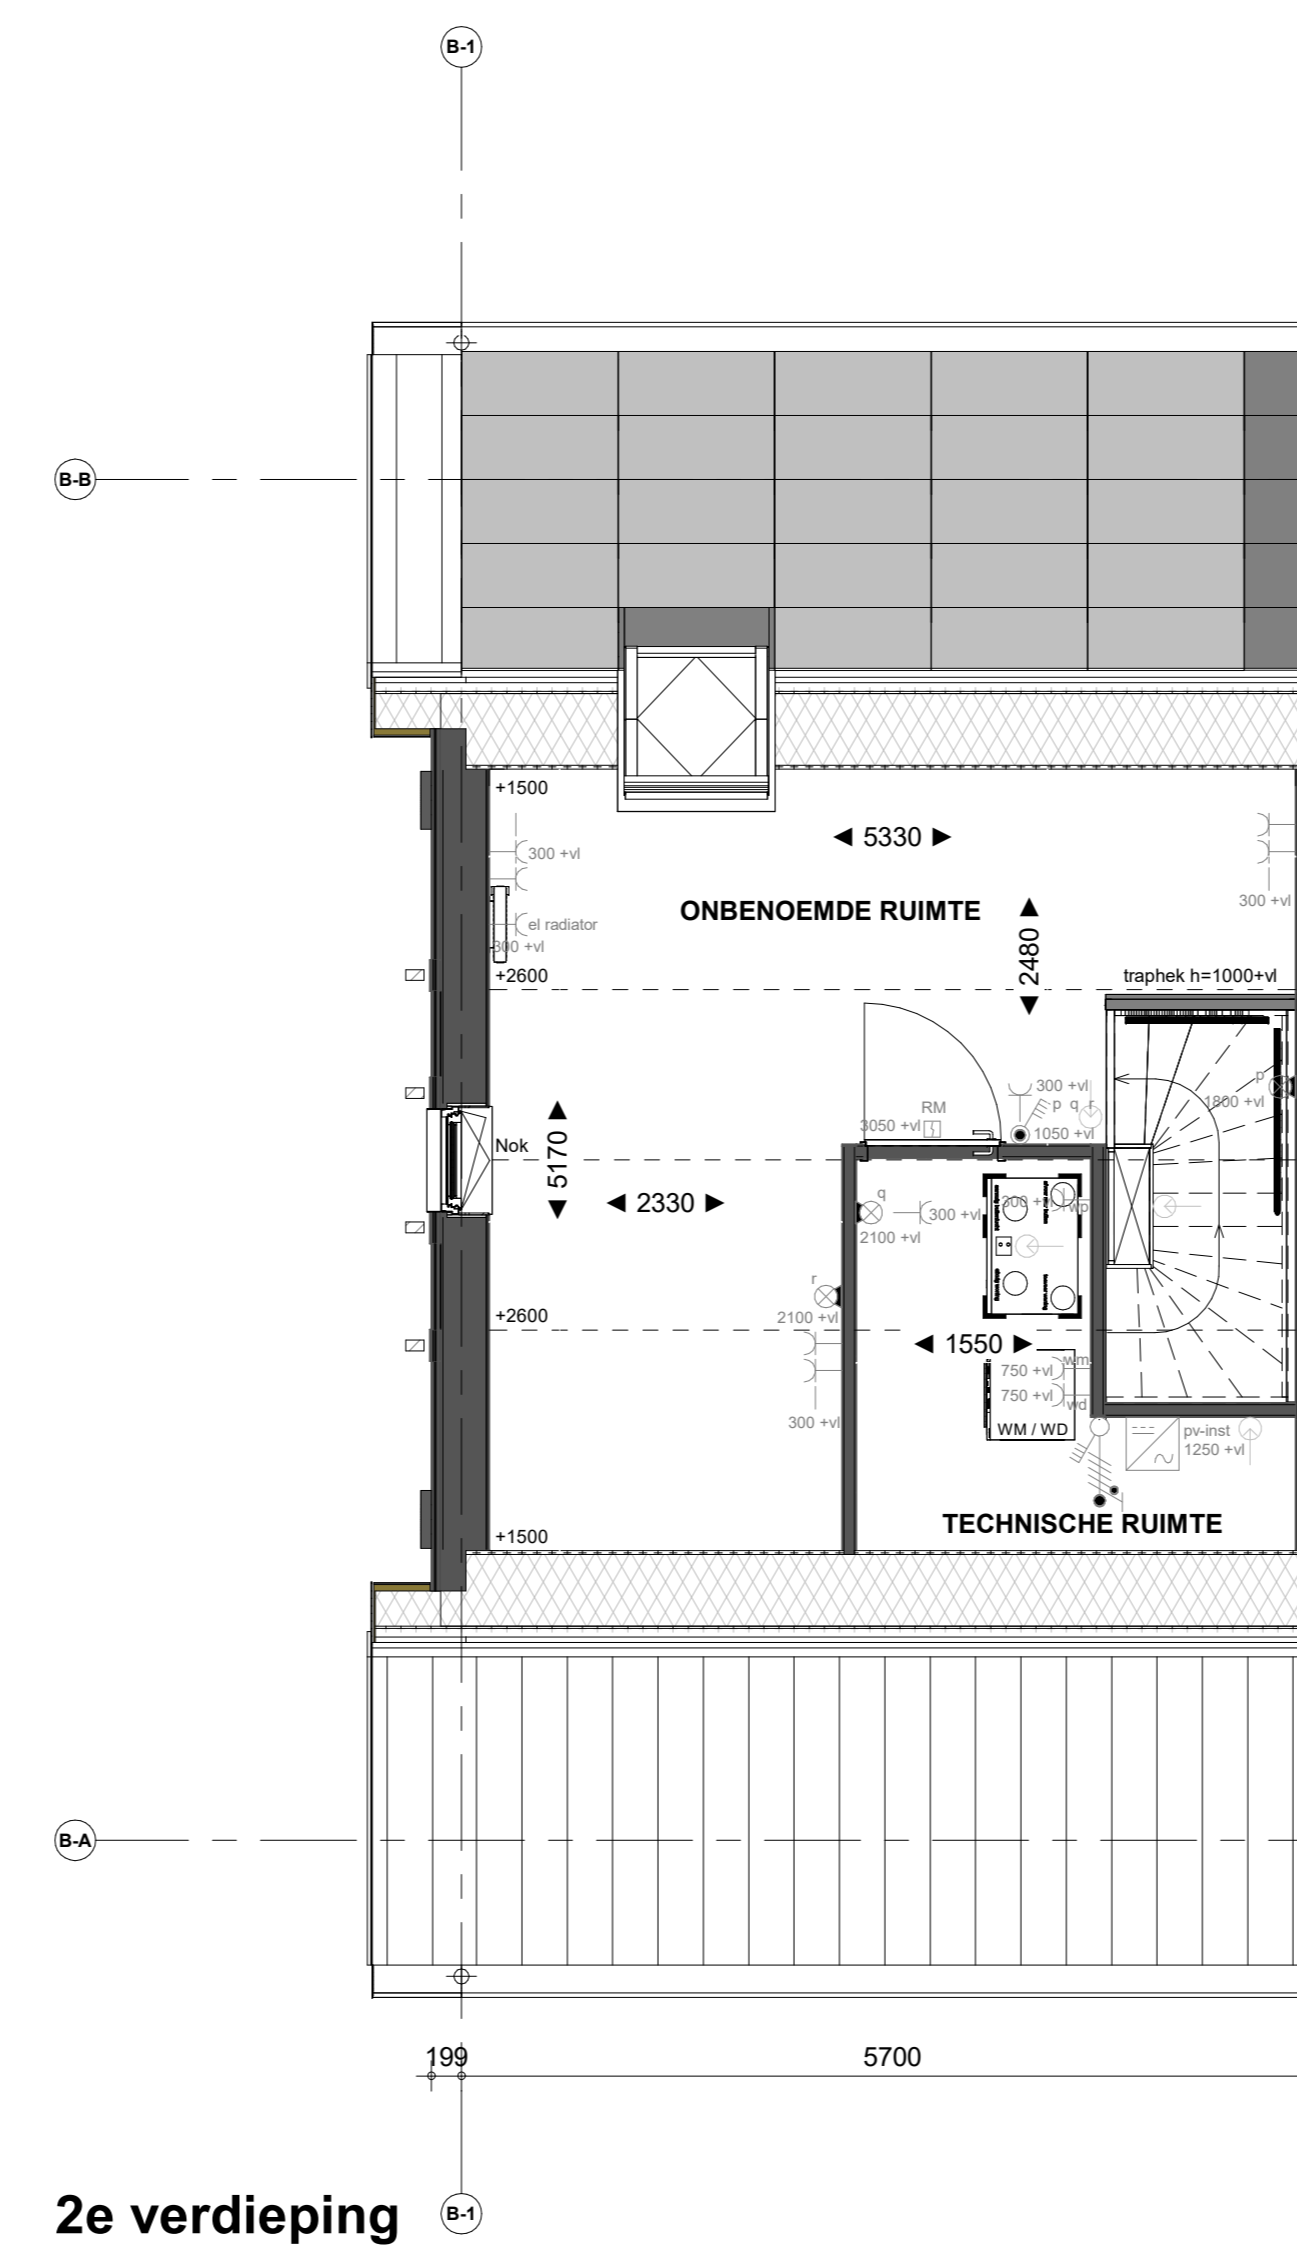 B-1
B-B
+1500
5330
300 +vl
ONBENOEMDE RUIMTE
300 +vl
el radiator
300 +vl
2480
+2600
traphek h=1000+vl
300 +vl
p
p q r
1800 +vl
RM
3050 +vl
1050 +vl
Nok
5170
2330
q
300 +vl
300 +vl
wp
2100 +vl
r
2100 +vl
+2600
1550
wm
750 +vl
750 +vl
wd
300 +vl
WM / WD
pv-inst
1250 +vl
TECHNISCHE RUIMTE
+1500
B-A
199
5700
2e verdieping
B-1